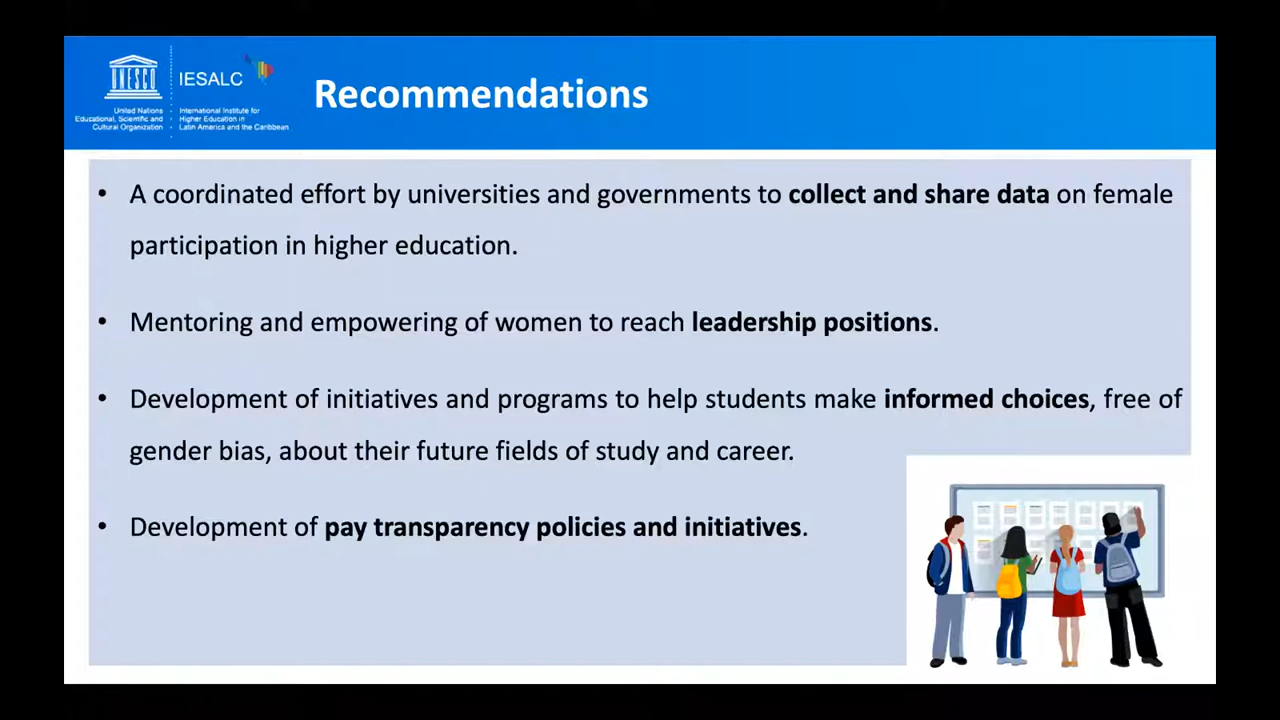 UNESCO
United Nations
Educational, Scientific and
Cultural Organization
IESALC
International Institute for
Higher Education in
Latin America and the Caribbean
Recommendations
• A coordinated effort by universities and governments to collect and share data on female
participation in higher education.
• Mentoring and empowering of women to reach leadership positions.
• Development of initiatives and programs to help students make informed choices, free of
gender bias, about their future fields of study and career.
• Development of pay transparency policies and initiatives.